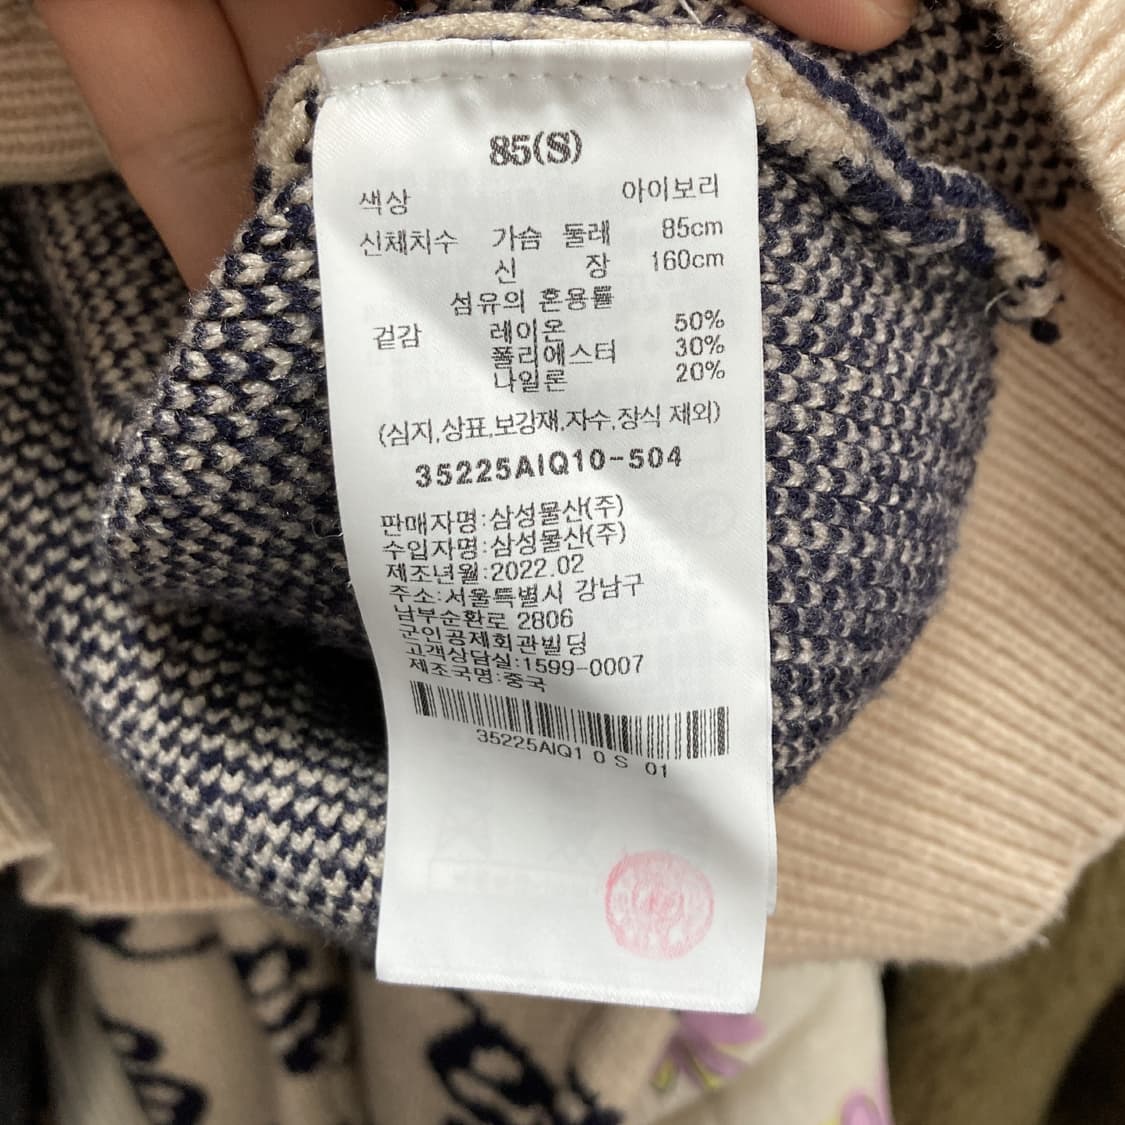 85(S)
색상 아이보리
신체치수 가슴 둘레 85cm
신 장 160cm
섬유의 혼용률
겉감 레이온 50%
폴리에스터 30%
나일론 20%
(심지,상표,보강재,자수,장식 제외)
35225AIQ10-504
판매자명:삼성물산(주)
수입자명:삼성물산(주)
제조년월:2022.02
주소:서울특별시 강남구
남부순환로 2806
군인공제회관빌딩
고객상담실:1599-0007
제조국명:중국
35225AIQ1 0 S 01